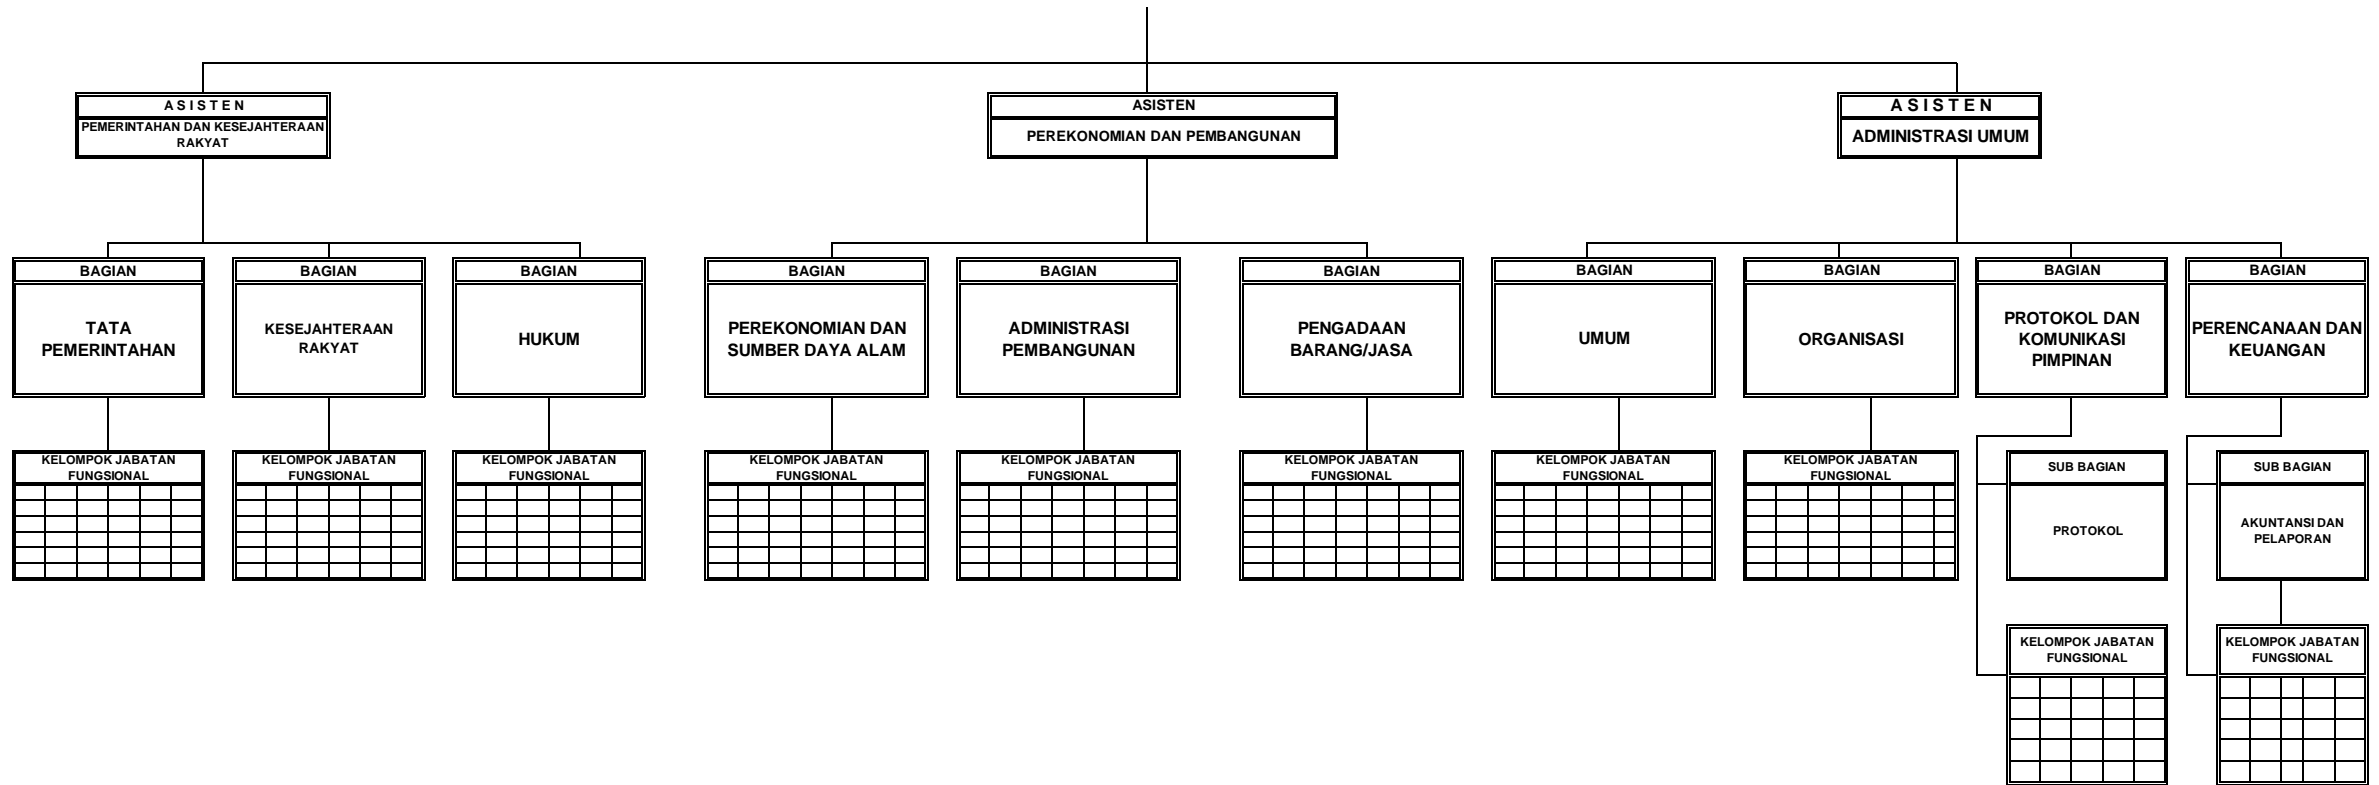 A S I S T E N
PEMERINTAHAN DAN KESEJAHTERAAN
RAKYAT
ASISTEN
PEREKONOMIAN DAN PEMBANGUNAN
A S I S T E N
ADMINISTRASI UMUM
BAGIAN
TATA
PEMERINTAHAN
BAGIAN
KESEJAHTERAAN
RAKYAT
BAGIAN
HUKUM
BAGIAN
PEREKONOMIAN DAN
SUMBER DAYA ALAM
BAGIAN
ADMINISTRASI
PEMBANGUNAN
BAGIAN
PENGADAAN
BARANG/JASA
BAGIAN
UMUM
BAGIAN
ORGANISASI
BAGIAN
PROTOKOL DAN
KOMUNIKASI
PIMPINAN
BAGIAN
PERENCANAAN DAN
KEUANGAN
KELOMPOK JABATAN
FUNGSIONAL
KELOMPOK JABATAN
FUNGSIONAL
KELOMPOK JABATAN
FUNGSIONAL
KELOMPOK JABATAN
FUNGSIONAL
KELOMPOK JABATAN
FUNGSIONAL
KELOMPOK JABATAN
FUNGSIONAL
KELOMPOK JABATAN
FUNGSIONAL
KELOMPOK JABATAN
FUNGSIONAL
SUB BAGIAN
PROTOKOL
SUB BAGIAN
AKUNTANSI DAN
PELAPORAN
KELOMPOK JABATAN
FUNGSIONAL
KELOMPOK JABATAN
FUNGSIONAL